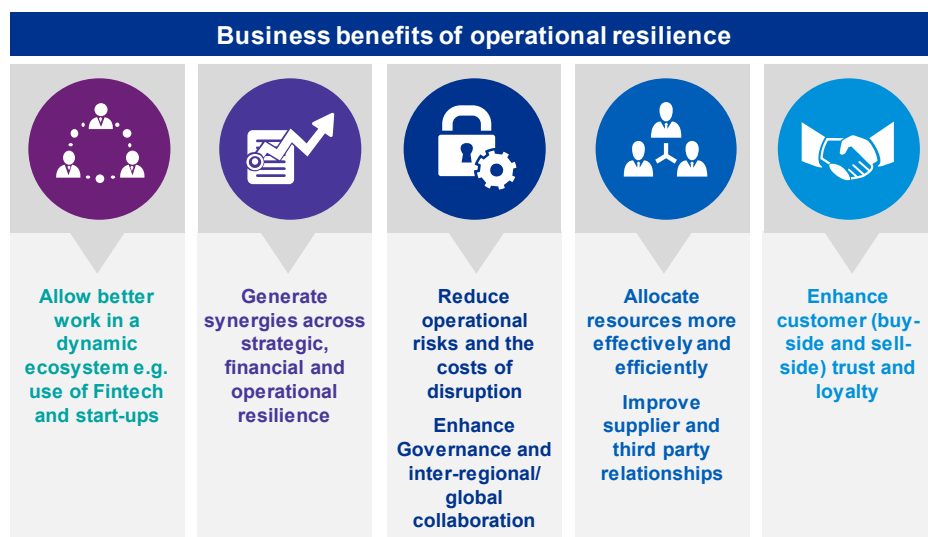 Business benefits of operational resilience
Allow better
work in a
dynamic
ecosystem e.g.
use of Fintech
and start-ups
Generate
synergies across
strategic,
financial and
operational
resilience
Reduce
operational
risks and the
costs of
disruption
Enhance
Governance and
inter-regional/
global
collaboration
Allocate
resources more
effectively and
efficiently
Improve
supplier and
third party
relationships
Enhance
customer (buy-
side and sell-
side) trust and
loyalty